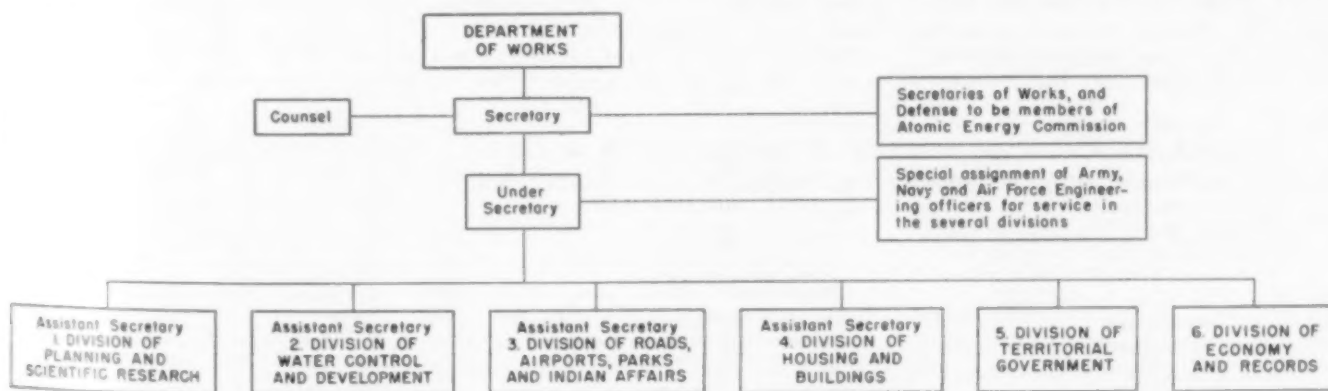 DEPARTMENT
OF WORKS
Counsel
Secretary
Secretaries of Works, and
Defense to be members of
Atomic Energy Commission
Under
Secretary
Special assignment of Army,
Navy and Air Force Engineer-
ing officers for service in
the several divisions
Assistant Secretary
1. DIVISION OF
PLANNING AND
SCIENTIFIC RESEARCH
Assistant Secretary
2. DIVISION OF
WATER CONTROL
AND DEVELOPMENT
Assistant Secretary
3. DIVISION OF ROADS,
AIRPORTS, PARKS
AND INDIAN AFFAIRS
Assistant Secretary
4. DIVISION OF
HOUSING AND
BUILDINGS
5. DIVISION OF
TERRITORIAL
GOVERNMENT
6. DIVISION OF
ECONOMY
AND RECORDS